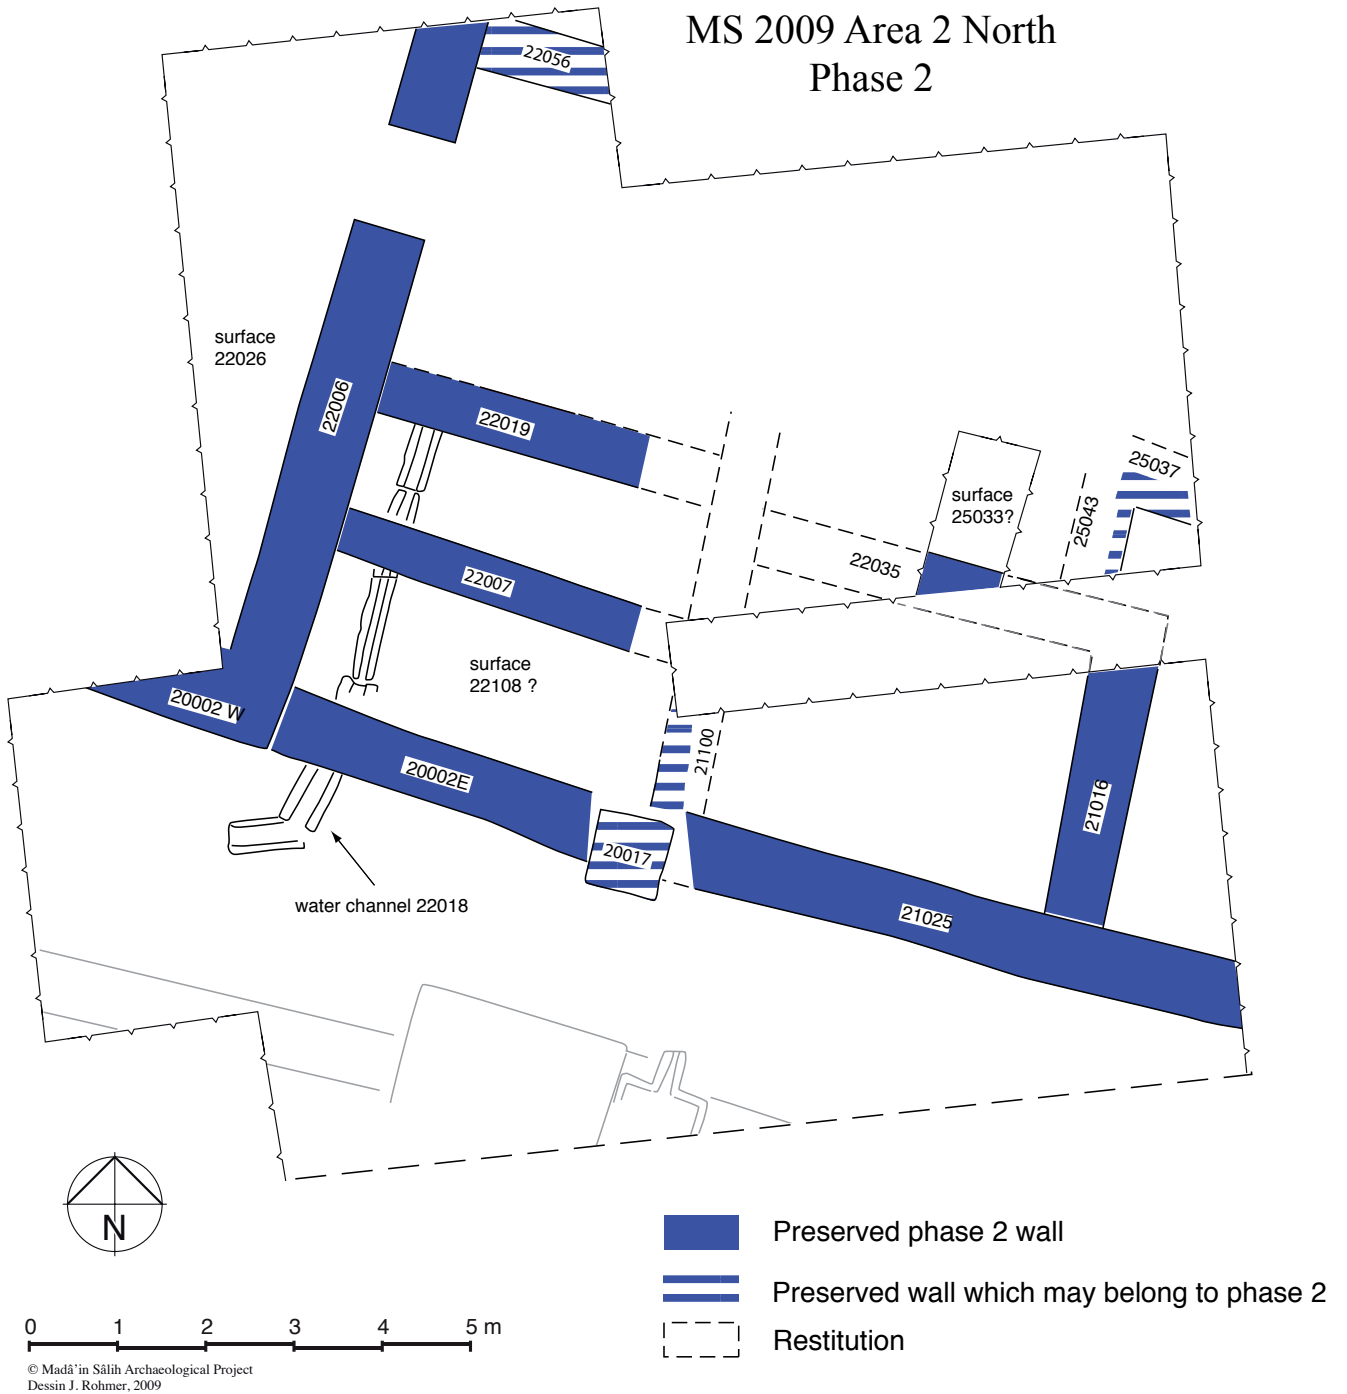 MS 2009 Area 2 North
Phase 2
22056
surface
22026
22006
22019
22007
surface
25033?
25037
25043
22035
surface
22108 ?
20002 W
20002E
21100
20017
21016
21025
water channel 22018
N
Preserved phase 2 wall
Preserved wall which may belong to phase 2
Restitution
0 1 2 3 4 5 m
© Madâ'in Sâlih Archaeological Project
Dessin J. Rohmer, 2009